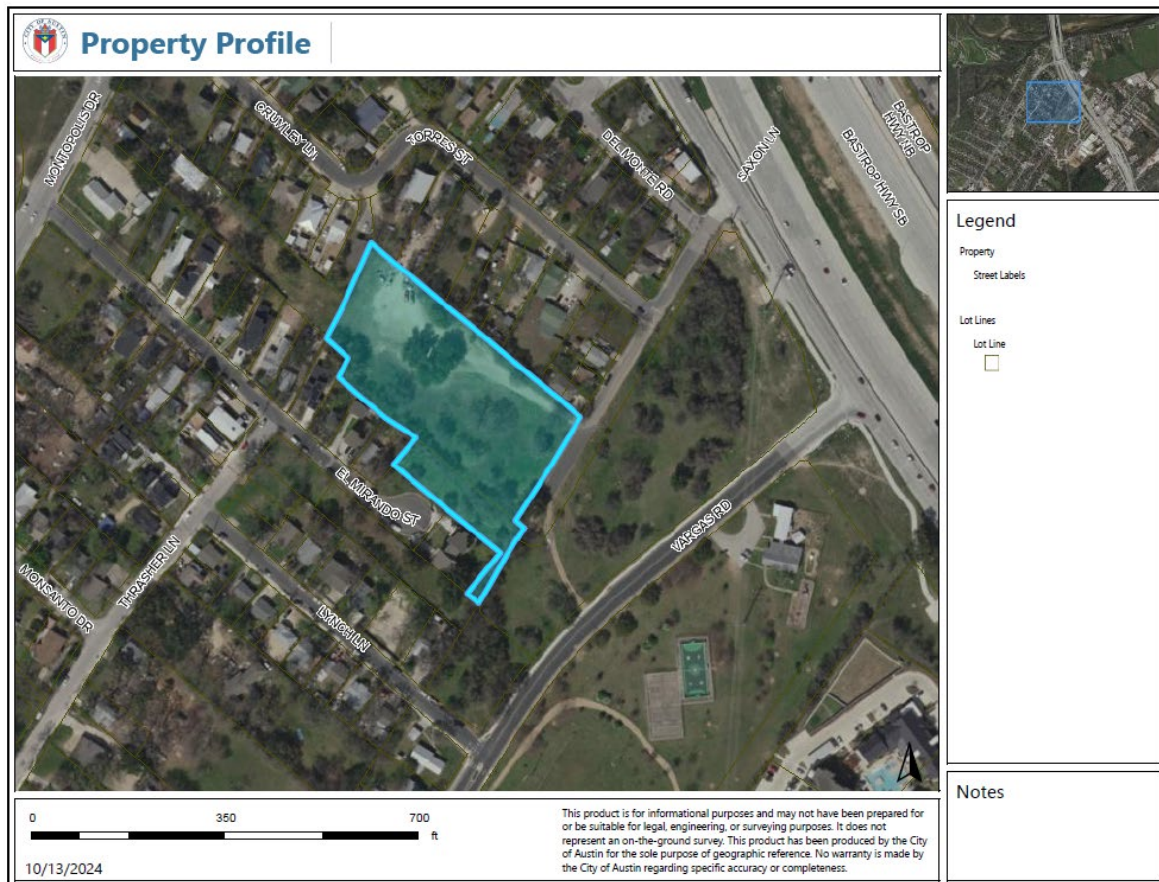 CITY OF AUSTIN
Property Profile
MONTOPOLIS DR
CRUMLEY LN
TORRES ST
DEL MONTE RD
SAXON LN
BASTROP HWY SB
BASTROP
HWY NB
EL MIRANDO ST
VARGAS RD
THRASHER LN
MONSANTO DR
LYNCH LN
Legend
Property
Street Labels
Lot Lines
Lot Line
Notes
0 350 700
ft
10/13/2024
This product is for informational purposes and may not have been prepared for
or be suitable for legal, engineering, or surveying purposes. It does not
represent an on-the-ground survey. This product has been produced by the City
of Austin for the sole purpose of geographic reference. No warranty is made by
the City of Austin regarding specific accuracy or completeness.